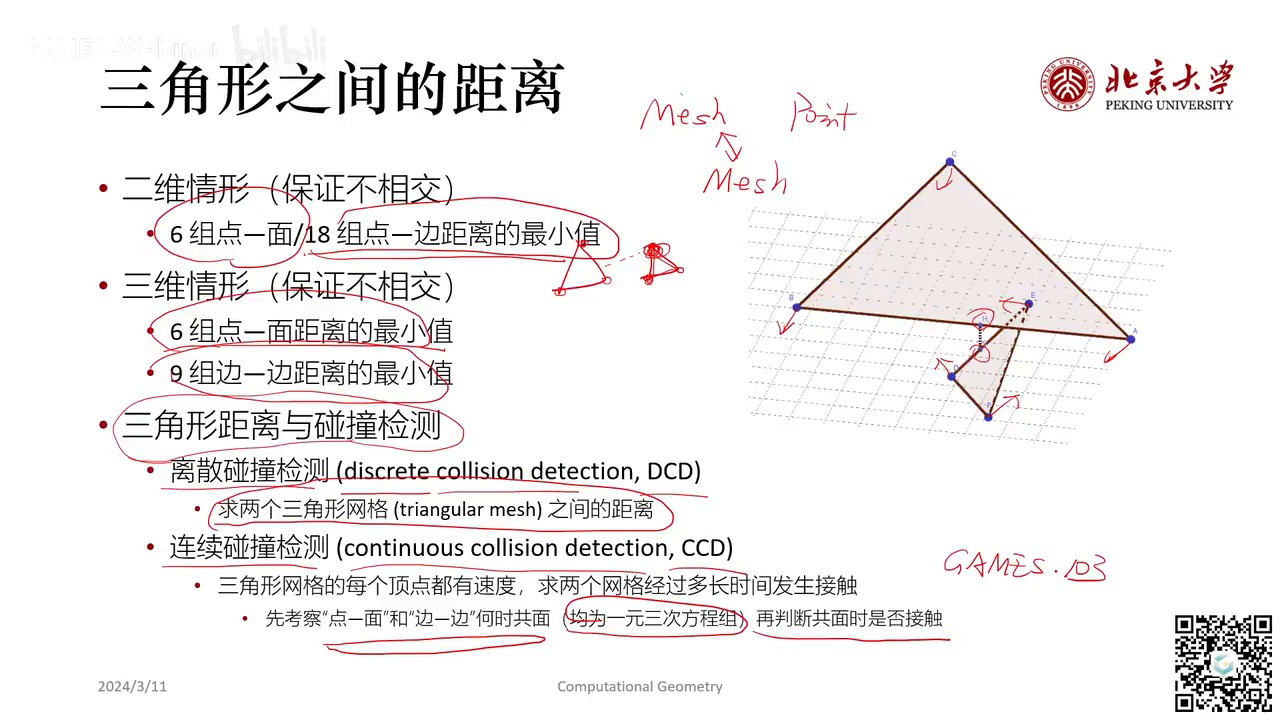 GAMES-Webinar bilibili
三角形之间的距离
北京大学
PEKING UNIVERSITY
Mesh Point
Mesh
• 二维情形（保证不相交）
• 6 组点—面/18 组点—边距离的最小值
• 三维情形（保证不相交）
• 6 组点—面距离的最小值
• 9 组边—边距离的最小值
• 三角形距离与碰撞检测
• 离散碰撞检测 (discrete collision detection, DCD)
• 求两个三角形网格 (triangular mesh) 之间的距离
• 连续碰撞检测 (continuous collision detection, CCD)
• 三角形网格的每个顶点都有速度，求两个网格经过多长时间发生接触
• 先考察“点—面”和“边—边”何时共面（均为一元三次方程组）再判断共面时是否接触
C
B
E
H
A
D
F
GAMES.103
2024/3/11
Computational Geometry